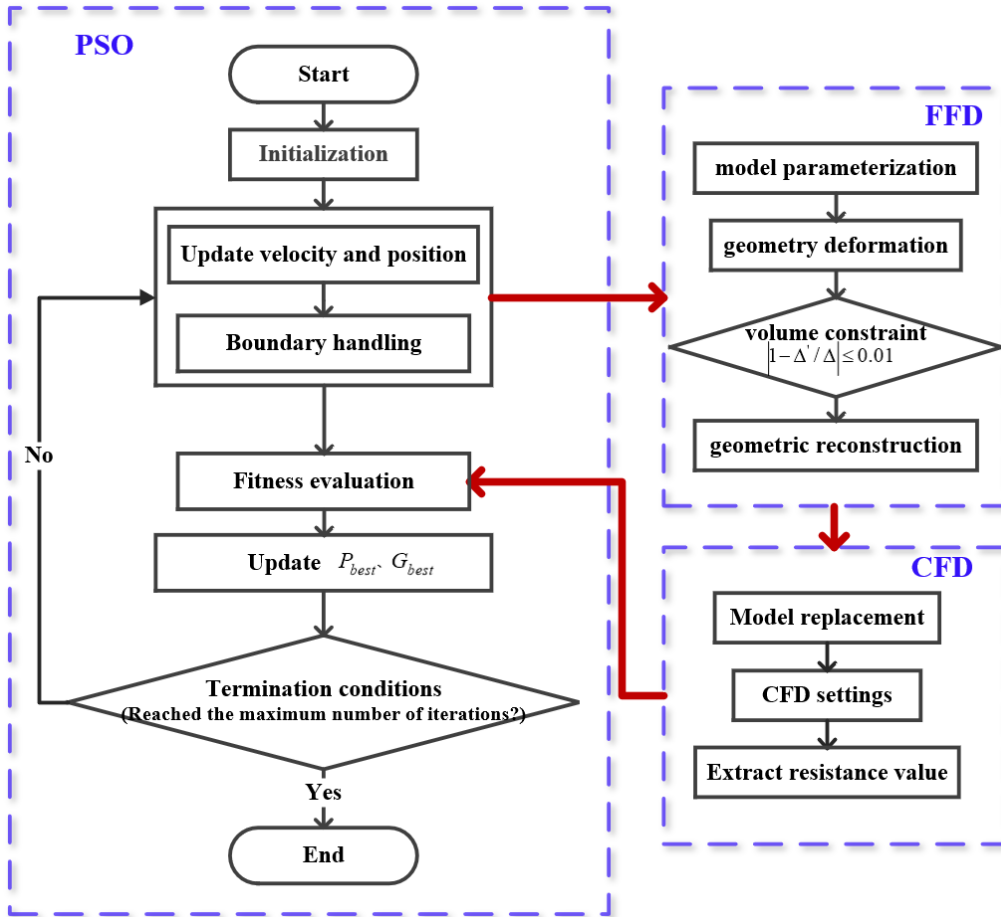 PSO
Start
Initialization
Update velocity and position
Boundary handling
No
Fitness evaluation
Update P_best、G_best
Termination conditions
(Reached the maximum number of iterations?)
Yes
End
FFD
model parameterization
geometry deformation
volume constraint
|1−Δ'/Δ|≤0.01
geometric reconstruction
CFD
Model replacement
CFD settings
Extract resistance value